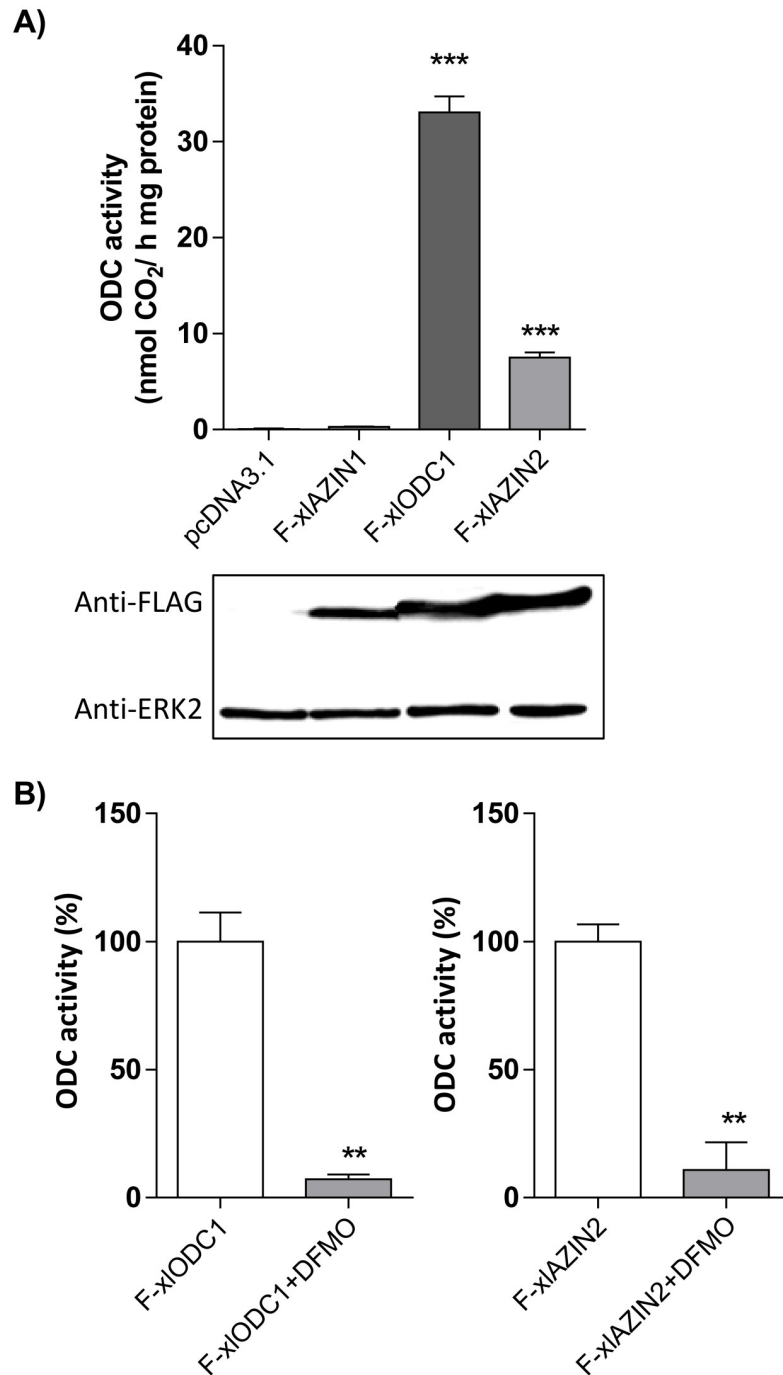 A)
ODC activity
(nmol CO₂/ h mg protein)
40
30
20
10
0
***
***
pcDNA3.1
F-xlAZIN1
F-xlODC1
F-xlAZIN2
Anti-FLAG
Anti-ERK2
B)
ODC activity (%)
150
100
50
0
**
F-xlODC1
F-xlODC1+DFMO
ODC activity (%)
150
100
50
0
**
F-xlAZIN2
F-xlAZIN2+DFMO